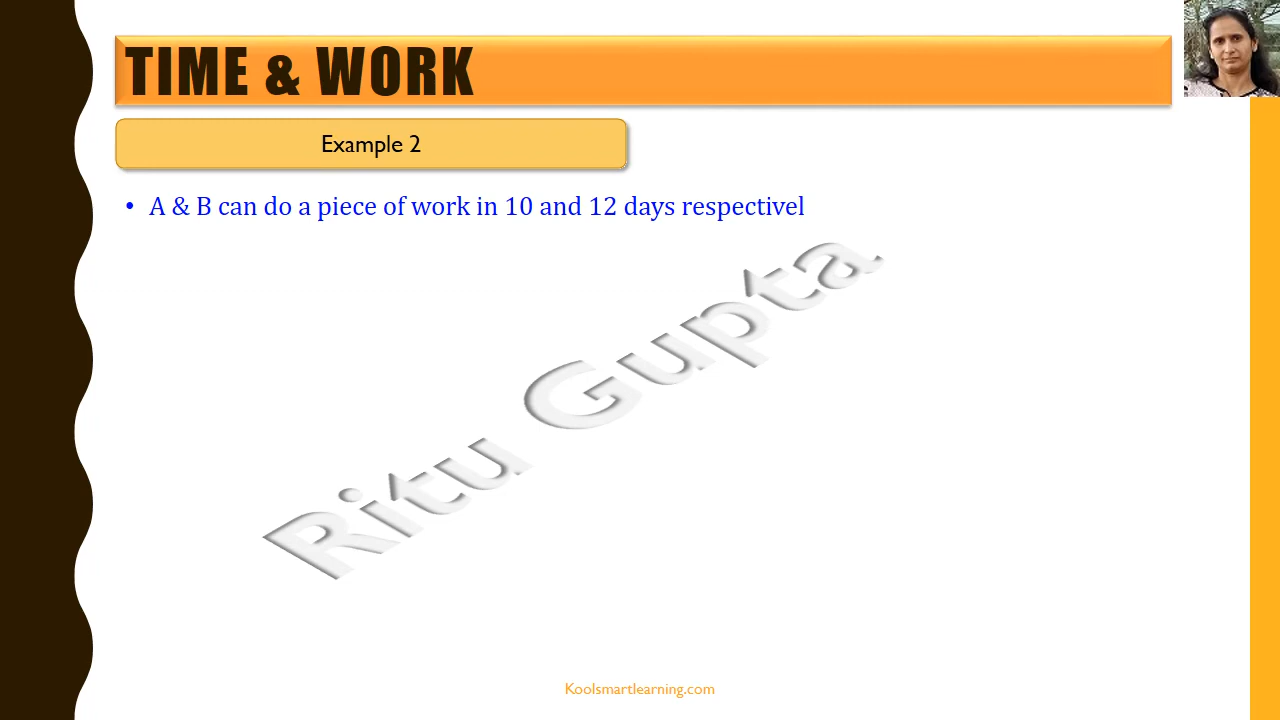 TIME & WORK
Example 2
• A & B can do a piece of work in 10 and 12 days respectivel
Ritu Gupta
Koolsmartlearning.com